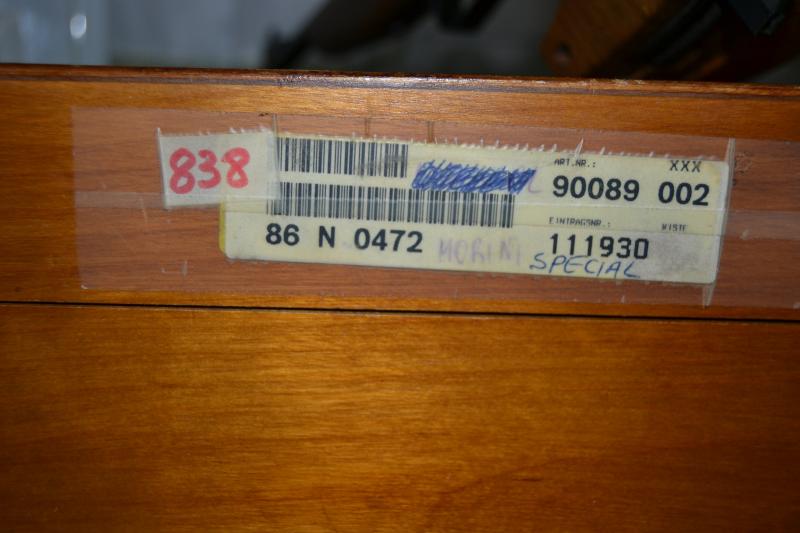 838
ART.NR.: XXX
90089 002
EINTRAGSNR.: KISTE
86 N 0472 MORINI 111930
SPECIAL